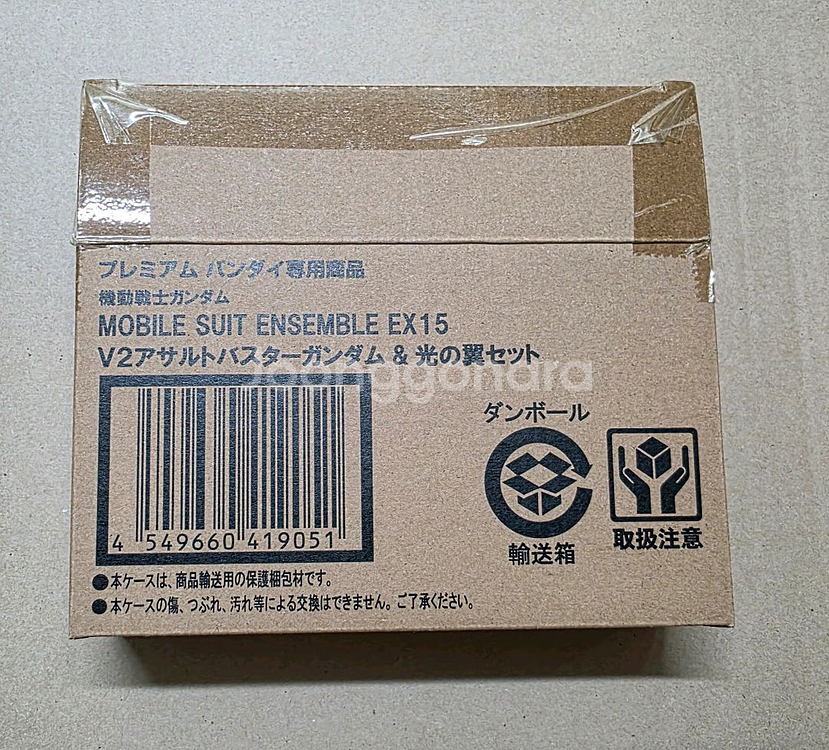 プレミアム バンダイ専用商品
機動戦士ガンダム
MOBILE SUIT ENSEMBLE EX15
V2アサルトバスターガンダム & 光の翼セット
Joonggonara
ダンボール
4 549660 419051
輸送箱
取扱注意
●本ケースは、商品輸送用の保護梱包材です。
●本ケースの傷、つぶれ、汚れ等による交換はできません。ご了承ください。